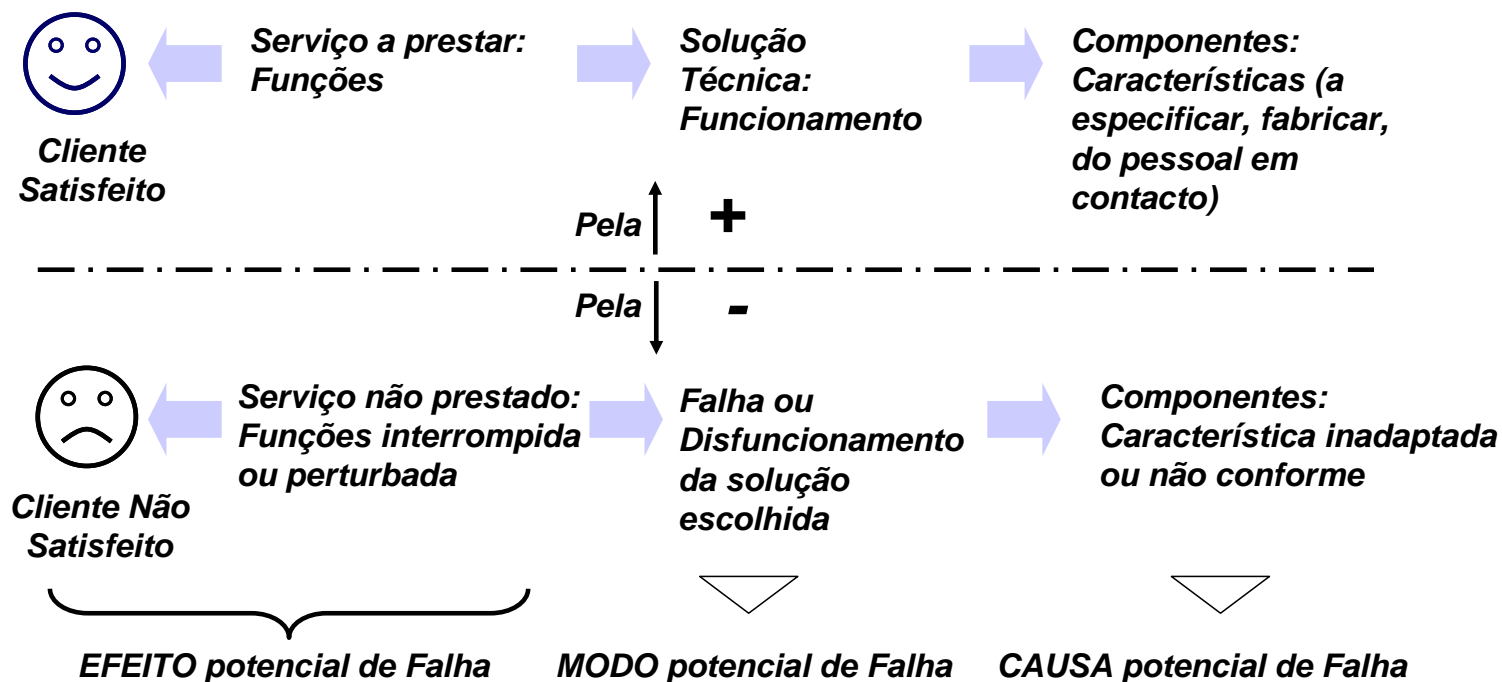 Cliente
Satisfeito
Serviço a prestar:
Funções
Solução
Técnica:
Funcionamento
Componentes:
Características (a
especificar, fabricar,
do pessoal em
contacto)
Pela
+
Pela
-
Cliente Não
Satisfeito
Serviço não prestado:
Funções interrompida
ou perturbada
Falha ou
Disfuncionamento
da solução
escolhida
Componentes:
Característica inadaptada
ou não conforme
EFEITO potencial de Falha
MODO potencial de Falha
CAUSA potencial de Falha